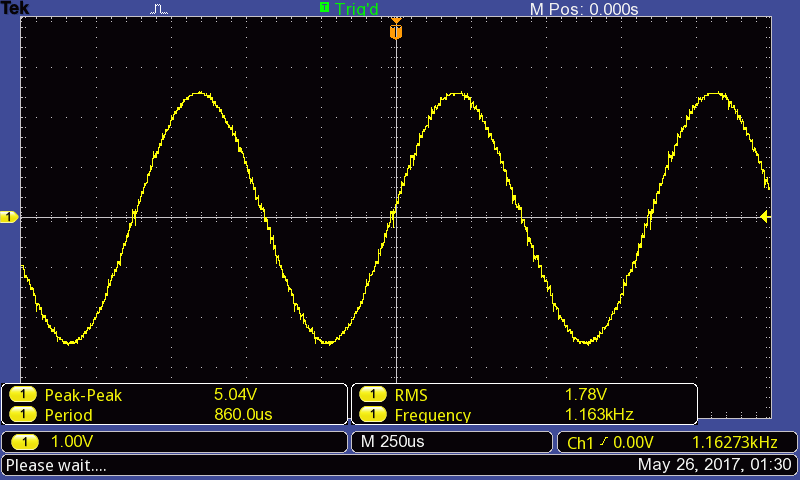 Tek T Trig'd M Pos: 0.000s
T
1
1 Peak-Peak 5.04V 1 RMS 1.78V
1 Period 860.0us 1 Frequency 1.163kHz
1 1.00V M 250us Ch1 0.00V 1.16273kHz
Please wait.... May 26, 2017, 01:30